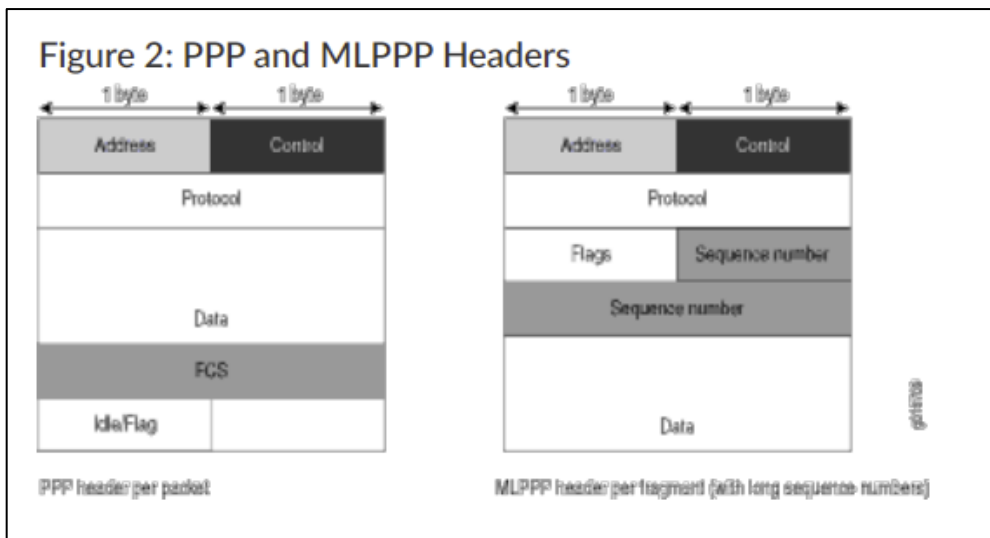 Figure 2: PPP and MLPPP Headers
1 byte 1 byte 1 byte 1 byte
Address Control Address Control
Protocol Protocol
Flags Sequence number
Data Sequence number
FCS
Idle/Flag Data
PPP header per packet MLPPP header per fragment (with long sequence numbers)